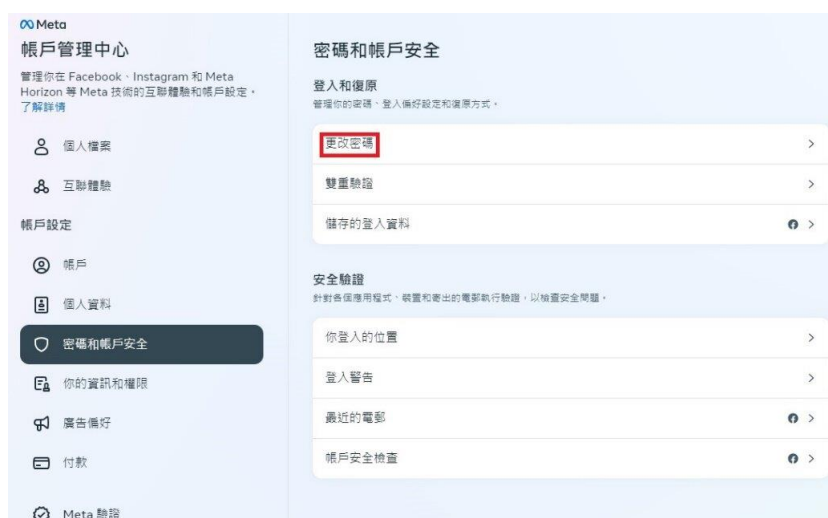 Meta
帳戶管理中心
管理你在 Facebook、Instagram 和 Meta
Horizon 等 Meta 技術的互聯體驗和帳戶設定。
了解詳情
個人檔案
互聯體驗
帳戶設定
帳戶
個人資料
密碼和帳戶安全
你的資訊和權限
廣告偏好
付款
Meta 驗證
密碼和帳戶安全
登入和復原
管理你的密碼、登入偏好設定和復原方式。
更改密碼
雙重驗證
儲存的登入資料
安全驗證
針對各個應用程式、裝置和寄出的電郵執行驗證，以檢查安全問題。
你登入的位置
登入警告
最近的電郵
帳戶安全檢查